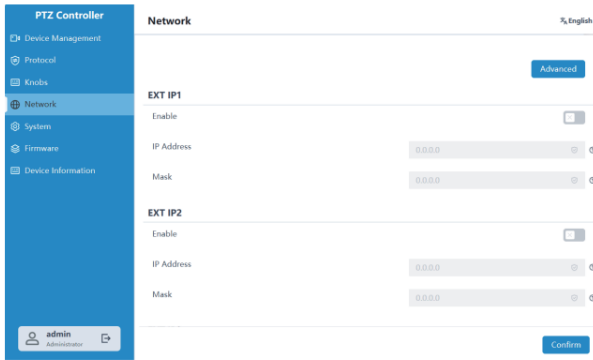 PTZ Controller
Network
English
Device Management
Protocol
Advanced
Knobs
EXT IP1
Network
Enable
System
IP Address
0.0.0.0
Firmware
Device Information
Mask
0.0.0.0
EXT IP2
Enable
IP Address
0.0.0.0
Mask
0.0.0.0
admin
Administrator
Confirm